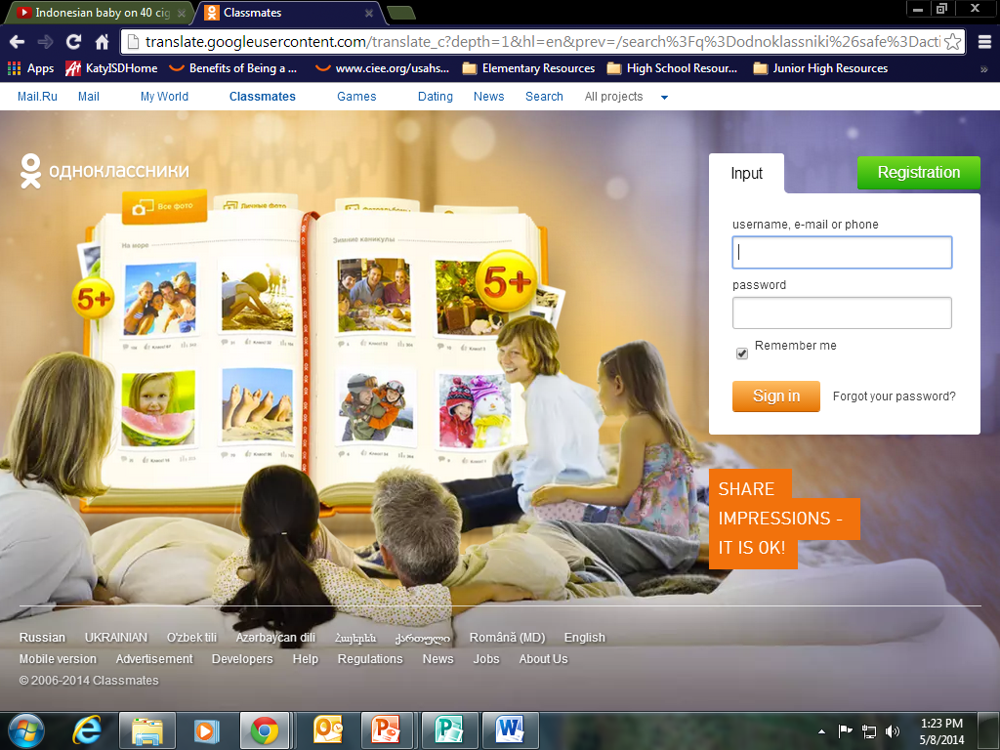 Indonesian baby on 40 cig
Classmates
translate.googleusercontent.com/translate_c?depth=1&hl=en&prev=/search%3Fq%3Dodnoklassniki%26safe%3Dacti
Apps KatyISDHome Benefits of Being a ... www.ciee.org/usahs... Elementary Resources High School Resour... Junior High Resources »
Mail.Ru Mail My World Classmates Games Dating News Search All projects
одноклассники
Input
Registration
Все фото Личные фото
На море
Зимние каникулы
5+
5+
username, e-mail or phone
password
Remember me
Sign in Forgot your password?
SHARE
IMPRESSIONS -
IT IS OK!
Russian UKRAINIAN O'zbek tili Azərbaycan dili Հայերեն ქართული Română (MD) English
Mobile version Advertisement Developers Help Regulations News Jobs About Us
© 2006-2014 Classmates
1:23 PM
5/8/2014